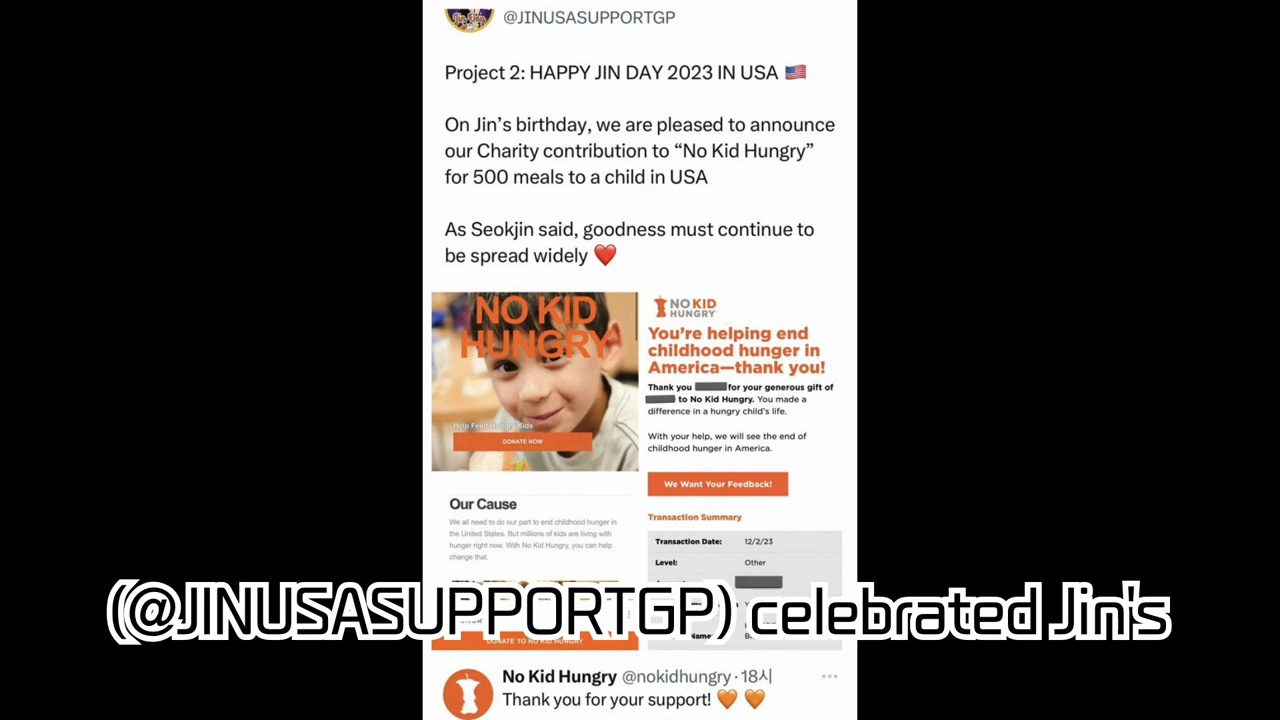 @JINUSASUPPORTGP
Project 2: HAPPY JIN DAY 2023 IN USA 🇺🇸
On Jin's birthday, we are pleased to announce
our Charity contribution to “No Kid Hungry”
for 500 meals to a child in USA
As Seokjin said, goodness must continue to
be spread widely ❤️
NO KID
HUNGRY
Help Feed Hungry Kids
DONATE NOW
Our Cause
We all need to do our part to end childhood hunger in
the United States. But millions of kids are living with
hunger right now. With No Kid Hungry, you can help
change that.
DONATE TO NO KID HUNGRY
NO KID
HUNGRY
You're helping end
childhood hunger in
America—thank you!
Thank you for your generous gift of
to No Kid Hungry. You made a
difference in a hungry child's life.
With your help, we will see the end of
childhood hunger in America.
We Want Your Feedback!
Transaction Summary
Transaction Date: 12/2/23
Level: Other
(@JINUSASUPPORTGP) celebrated Jin's
No Kid Hungry @nokidhungry · 18시
Thank you for your support! 🧡 🧡